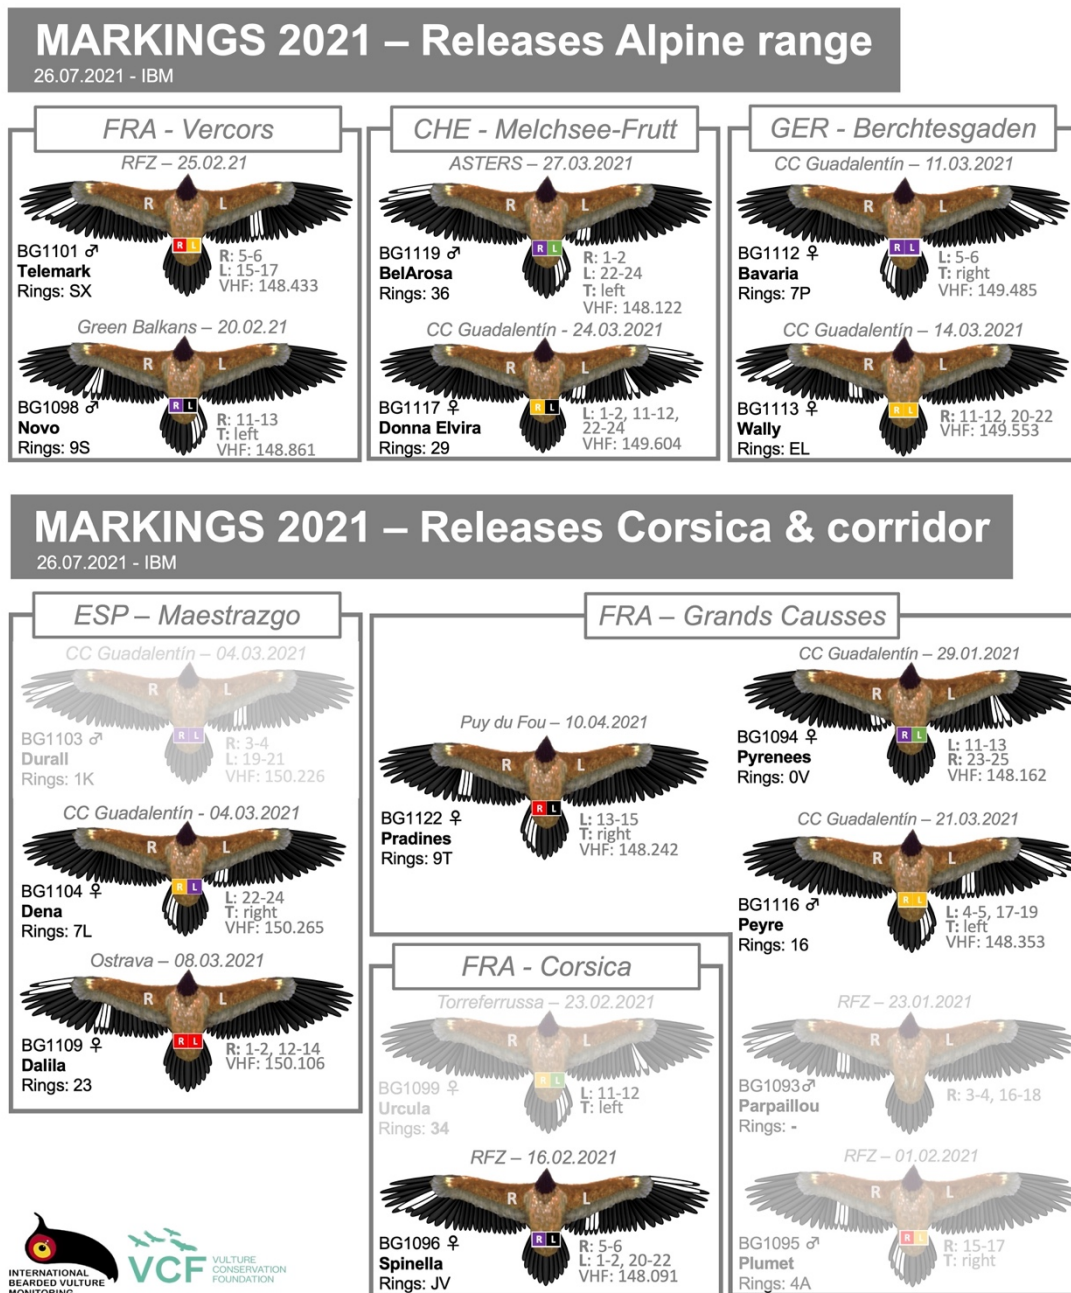 MARKINGS 2021 – Releases Alpine range
26.07.2021 - IBM
FRA - Vercors
RFZ – 25.02.21
R L
R L
BG1101 ♂
Telemark
Rings: SX
R: 5-6
L: 15-17
VHF: 148.433
Green Balkans – 20.02.21
R L
R L
BG1098 ♂
Novo
Rings: 9S
R: 11-13
T: left
VHF: 148.861
CHE - Melchsee-Frutt
ASTERS – 27.03.2021
R L
R L
BG1119 ♂
BelArosa
Rings: 36
R: 1-2
L: 22-24
T: left
VHF: 148.122
CC Guadalentín - 24.03.2021
R L
R L
BG1117 ♀
Donna Elvira
Rings: 29
L: 1-2, 11-12,
22-24
VHF: 149.604
GER - Berchtesgaden
CC Guadalentín – 11.03.2021
R L
R L
BG1112 ♀
Bavaria
Rings: 7P
L: 5-6
T: right
VHF: 149.485
CC Guadalentín – 14.03.2021
R L
R L
BG1113 ♀
Wally
Rings: EL
R: 11-12, 20-22
VHF: 149.553
MARKINGS 2021 – Releases Corsica & corridor
26.07.2021 - IBM
ESP – Maestrazgo
CC Guadalentín – 04.03.2021
R L
R L
BG1103 ♂
Durall
Rings: 1K
R: 3-4
L: 19-21
VHF: 150.226
CC Guadalentín - 04.03.2021
R L
R L
BG1104 ♀
Dena
Rings: 7L
L: 22-24
T: right
VHF: 150.265
Ostrava – 08.03.2021
R L
R L
BG1109 ♀
Dalila
Rings: 23
R: 1-2, 12-14
VHF: 150.106
FRA – Grands Causses
Puy du Fou – 10.04.2021
R L
R L
BG1122 ♀
Pradines
Rings: 9T
L: 13-15
T: right
VHF: 148.242
CC Guadalentín – 29.01.2021
R L
R L
BG1094 ♀
Pyrenees
Rings: 0V
L: 11-13
R: 23-25
VHF: 148.162
CC Guadalentín – 21.03.2021
R L
R L
BG1116 ♂
Peyre
Rings: 16
L: 4-5, 17-19
T: left
VHF: 148.353
RFZ – 23.01.2021
R L
BG1093♂
Parpaillou
Rings: -
R: 3-4, 16-18
RFZ – 01.02.2021
R L
R L
BG1095 ♂
Plumet
Rings: 4A
R: 15-17
T: right
FRA - Corsica
Torreferrussa – 23.02.2021
R L
R L
BG1099 ♀
Urcula
Rings: 34
L: 11-12
T: left
RFZ – 16.02.2021
R L
R L
BG1096 ♀
Spinella
Rings: JV
R: 5-6
L: 1-2, 20-22
VHF: 148.091
INTERNATIONAL
BEARDED VULTURE
MONITORING
VCF
VULTURE
CONSERVATION
FOUNDATION